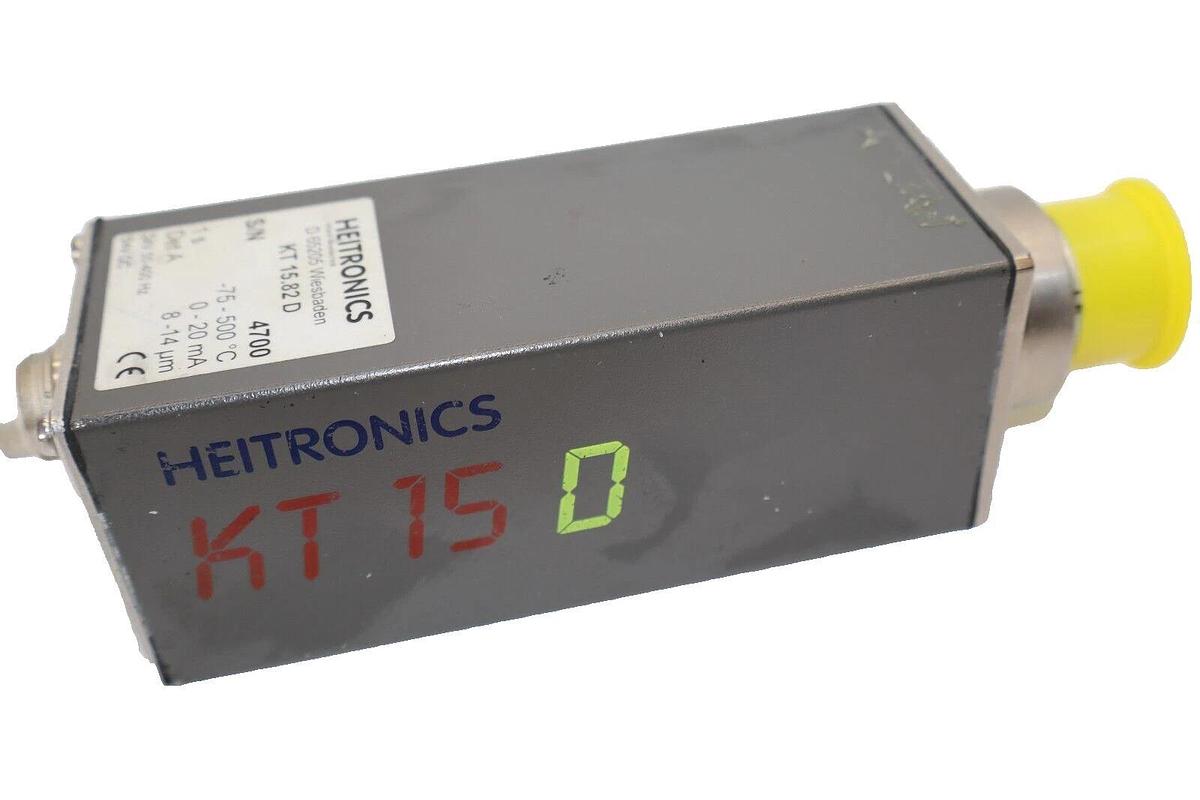 HEITRONICS
D-65205 Wiesbaden
KT 15.82 D
S/N 4700
-75 - 500 °C
1 s 0 - 20 mA
8 - 14 µm
CE
HEITRONICS
KT 15 D